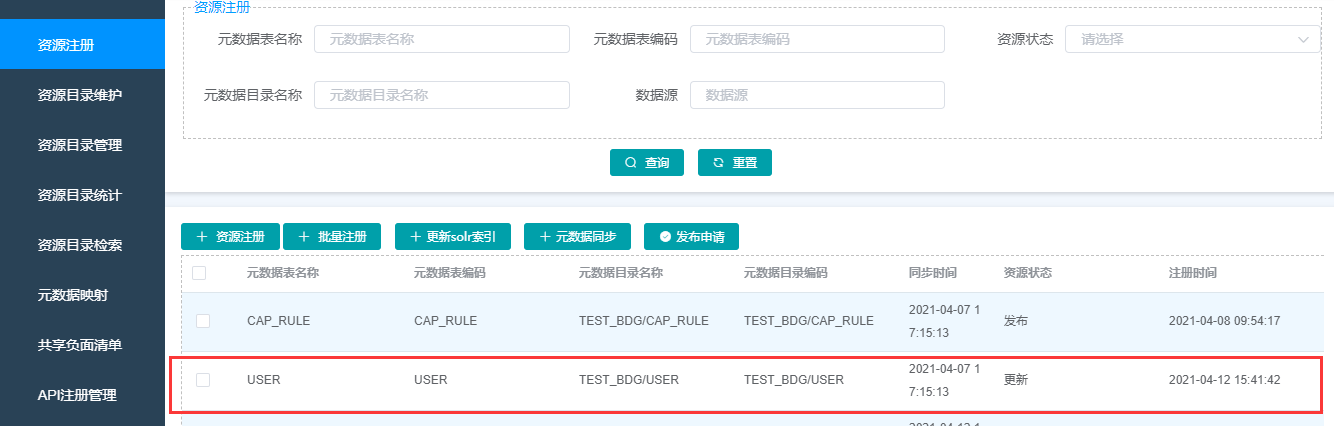 资源注册
资源目录维护
资源目录管理
资源目录统计
资源目录检索
元数据映射
共享负面清单
API注册管理
资源注册
元数据表名称 元数据表名称 元数据表编码 元数据表编码 资源状态 请选择
元数据目录名称 元数据目录名称 数据源 数据源
查询 重置
资源注册 批量注册 更新solr索引 元数据同步 发布申请
元数据表名称 元数据表编码 元数据目录名称 元数据目录编码 同步时间 资源状态 注册时间
CAP_RULE CAP_RULE TEST_BDG/CAP_RULE TEST_BDG/CAP_RULE 2021-04-07 1 发布 2021-04-08 09:54:17
7:15:13
USER USER TEST_BDG/USER TEST_BDG/USER 2021-04-07 1 更新 2021-04-12 15:41:42
7:15:13